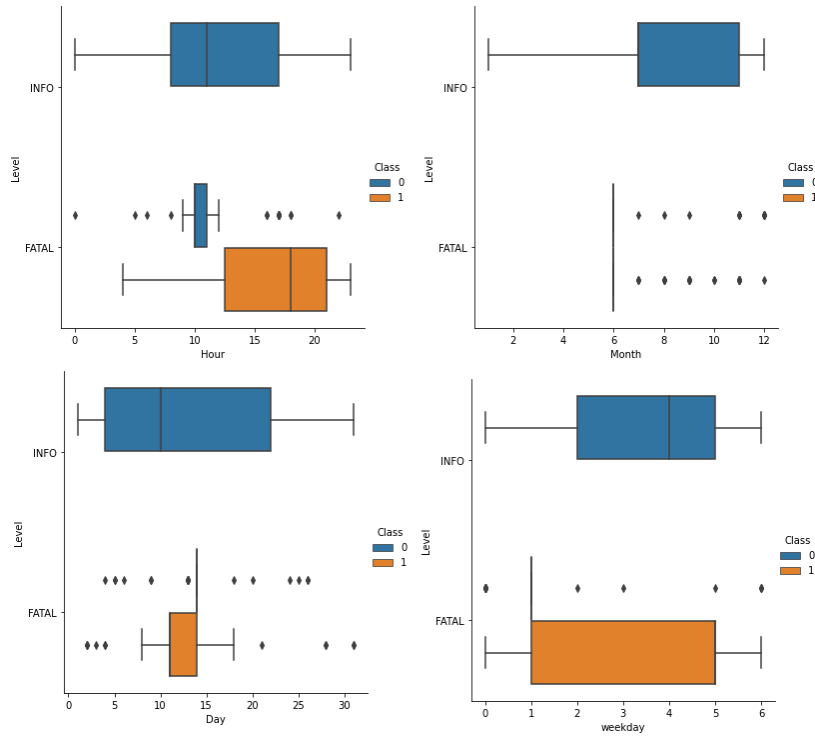 INFO
FATAL
Level
0 5 10 15 20
Hour
Class
0
1
INFO
FATAL
Level
2 4 6 8 10 12
Month
Class
0
1
INFO
FATAL
Level
0 5 10 15 20 25 30
Day
Class
0
1
INFO
FATAL
Level
0 1 2 3 4 5 6
weekday
Class
0
1